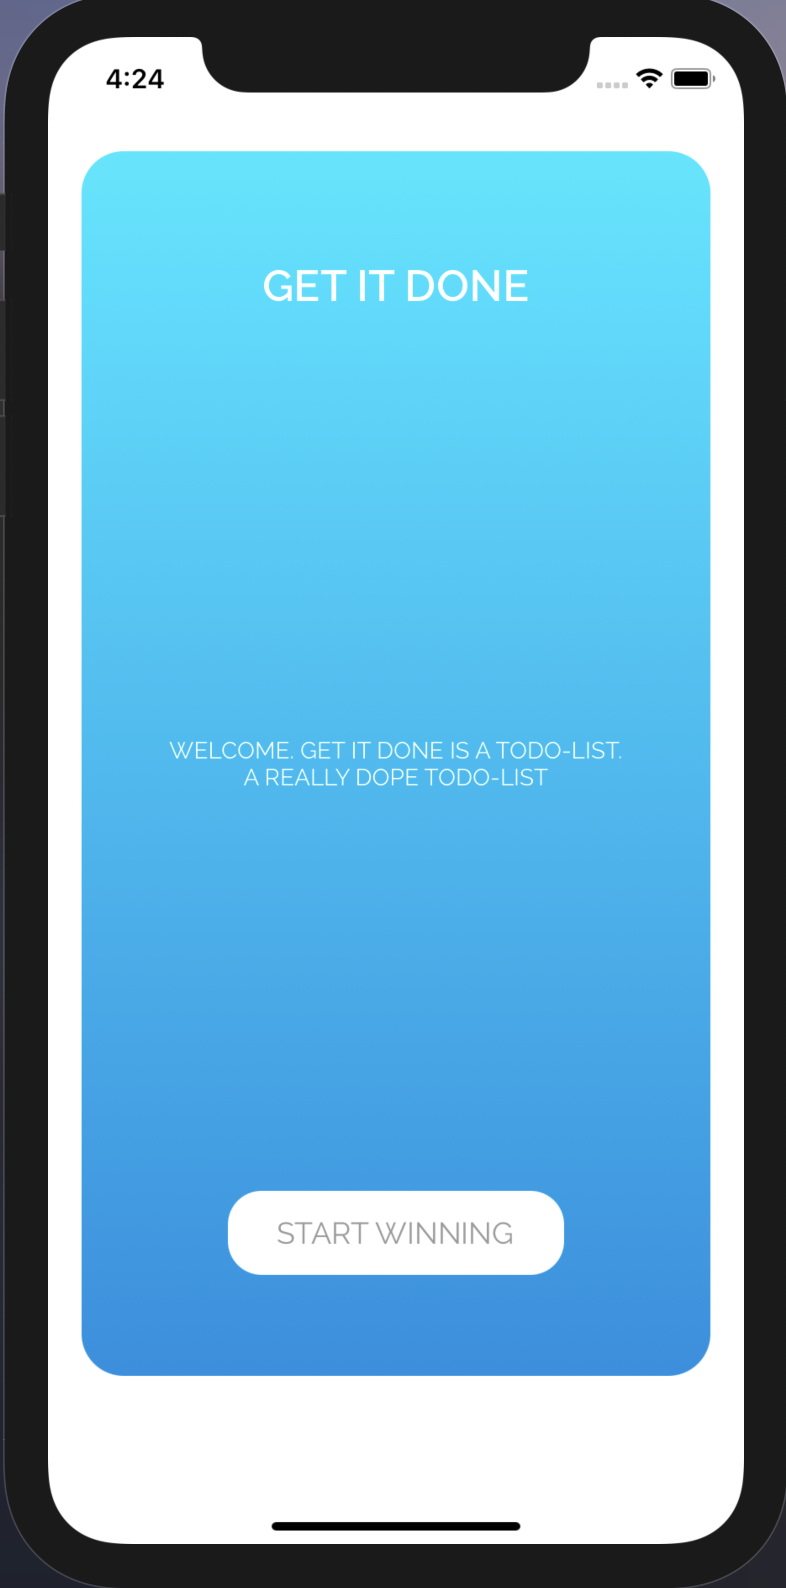 4:24
GET IT DONE
WELCOME. GET IT DONE IS A TODO-LIST.
A REALLY DOPE TODO-LIST
START WINNING